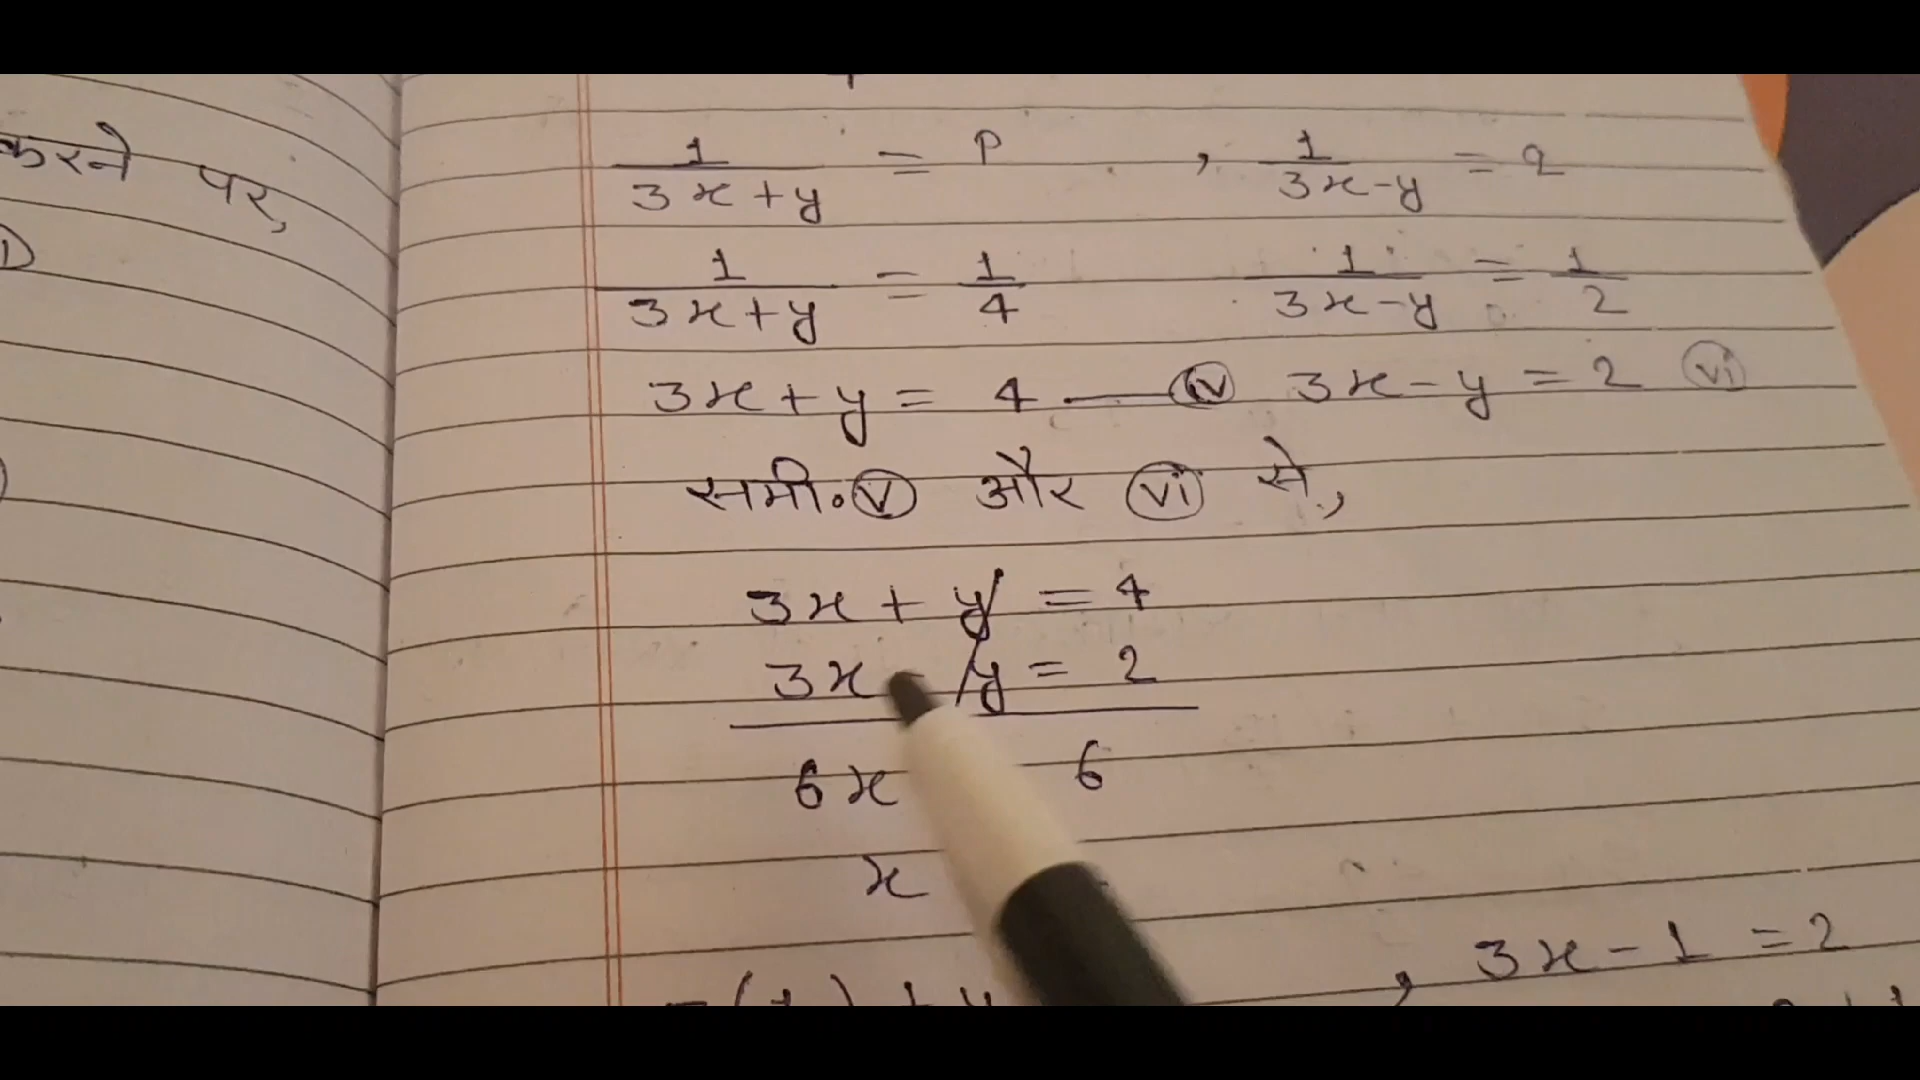 करने पर,
1/(3x+y) = P , 1/(3x-y) = q
1/(3x+y) = 1/4 1/(3x-y) = 1/2
3x+y = 4 — (v) 3x-y = 2 (vi)
समी. (v) और (vi) से,
3x + y = 4
3x y = 2
6x 6
x
, 3x - 1 = 2